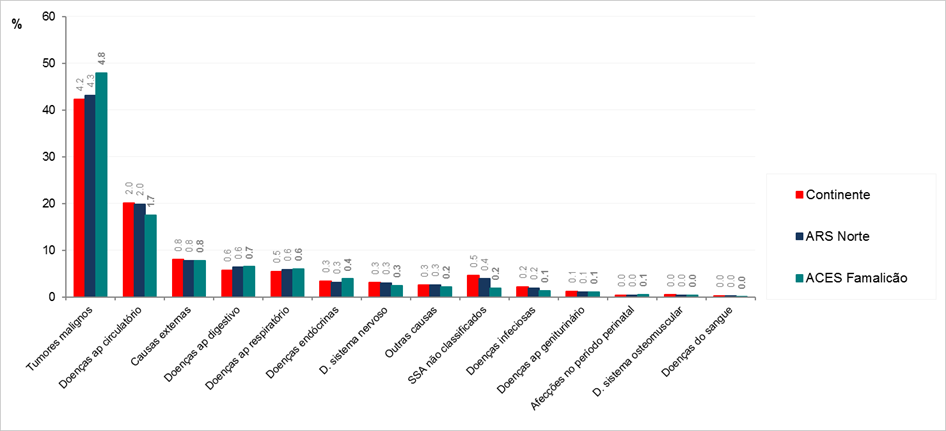 %
60
50
40
30
20
10
0
4.2 4.3 4.8
2.0 2.0 1.7
0.8 0.8 0.8
0.6 0.6 0.7
0.5 0.6 0.6
0.3 0.3 0.4
0.3 0.3 0.3
0.3 0.3 0.2
0.5 0.4 0.2
0.2 0.2 0.1
0.1 0.1 0.1
0.0 0.0 0.1
0.0 0.0 0.0
0.0 0.0 0.0
Tumores malignos
Doenças ap circulatório
Causas externas
Doenças ap digestivo
Doenças ap respiratório
Doenças endócrinas
D. sistema nervoso
Outras causas
SSA não classificados
Doenças infeciosas
Doenças ap geniturinário
Afecções no período perinatal
D. sistema osteomuscular
Doenças do sangue
Continente
ARS Norte
ACES Famalicão